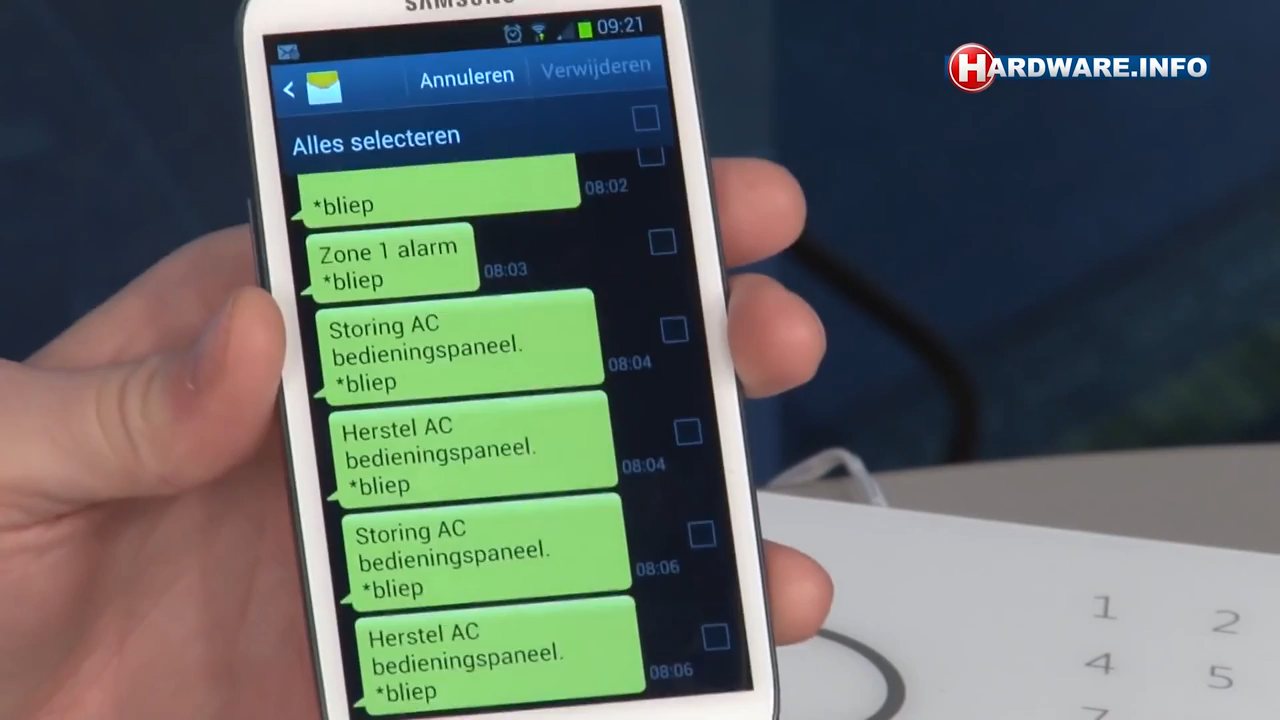 SAMSUNG
HARDWARE.INFO
09:21
Annuleren
Verwijderen
Alles selecteren
*bliep
08:02
Zone 1 alarm
*bliep
08:03
Storing AC
bedieningspaneel.
*bliep
08:04
Herstel AC
bedieningspaneel.
*bliep
08:04
Storing AC
bedieningspaneel.
*bliep
08:06
Herstel AC
bedieningspaneel.
*bliep
08:06
1 2
4 5
7